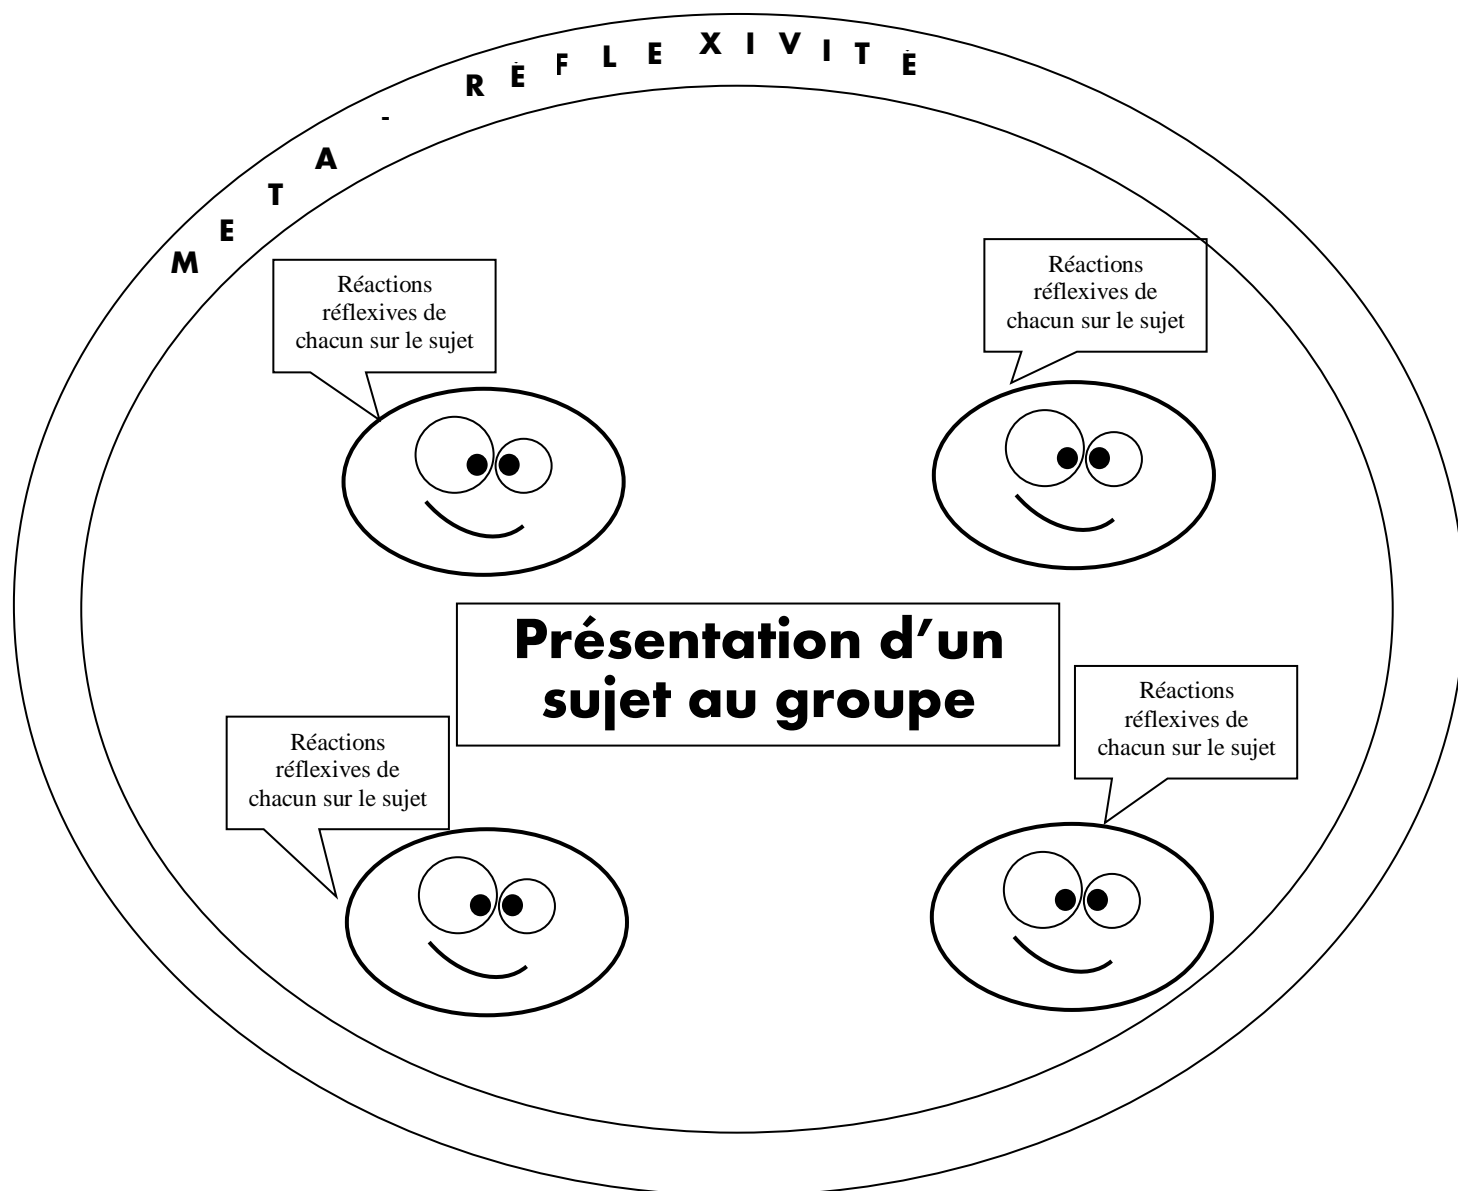 META-RÉFLEXIVITÉ
Réactions
réflexives de
chacun sur le sujet
Réactions
réflexives de
chacun sur le sujet
Présentation d’un
sujet au groupe
Réactions
réflexives de
chacun sur le sujet
Réactions
réflexives de
chacun sur le sujet